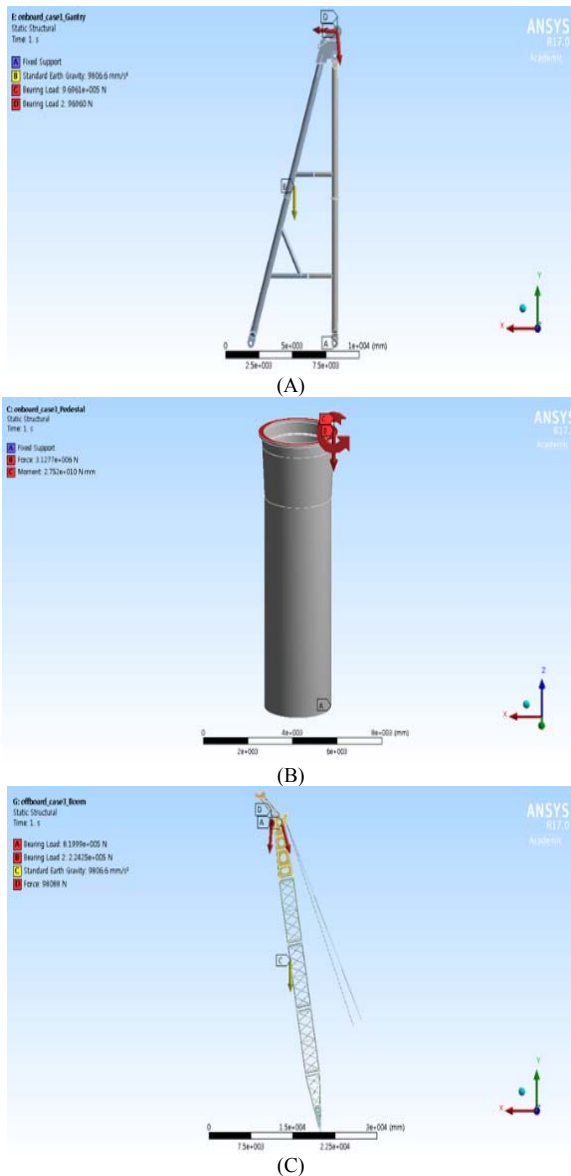 E: onboard_case1_Gantry
Static Structural
Time: 1. s
A Fixed Support
B Standard Earth Gravity: 9806.6 mm/s²
C Bearing Load: 9.6961e+005 N
D Bearing Load 2: 96960 N
ANSYS
R17.0
Academic
D
B
A
Y
X
0 5e+003 1e+004 (mm)
2.5e+003 7.5e+003
(A)
C: onboard_case3_Pedestal
Static Structural
Time: 1. s
A Fixed Support
B Force: 3.1277e+006 N
C Moment: 2.752e+010 N·mm
ANSYS
R17.0
Academic
C
B
A
Z
X
0 4e+003 8e+003 (mm)
2e+003 6e+003
(B)
G: offboard_case3_Boom
Static Structural
Time: 1. s
A Bearing Load: 8.1999e+005 N
B Bearing Load 2: 2.2425e+005 N
C Standard Earth Gravity: 9806.6 mm/s²
D Force: 98088 N
ANSYS
R17.0
Academic
D
A
C
Y
X
0 1.5e+004 3e+004 (mm)
7.5e+003 2.25e+004
(C)